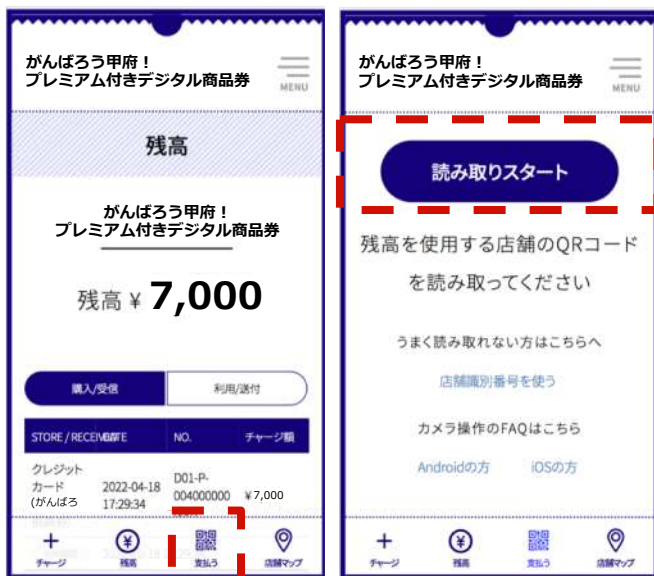 がんばろう甲府！
プレミアム付きデジタル商品券
MENU
残高
がんばろう甲府！
プレミアム付きデジタル商品券
残高 ¥ 7,000
購入/受信
利用/送付
STORE / RECEIVER
DATE
NO.
チャージ額
クレジット
カード
(がんばろ
2022-04-18
17:29:34
D01-P-
004000000
¥7,000
チャージ
残高
支払う
店舗マップ
がんばろう甲府！
プレミアム付きデジタル商品券
MENU
読み取りスタート
残高を使用する店舗のQRコード
を読み取ってください
うまく読み取れない方はこちらへ
店舗識別番号を使う
カメラ操作のFAQはこちら
Androidの方
iOSの方
チャージ
残高
支払う
店舗マップ